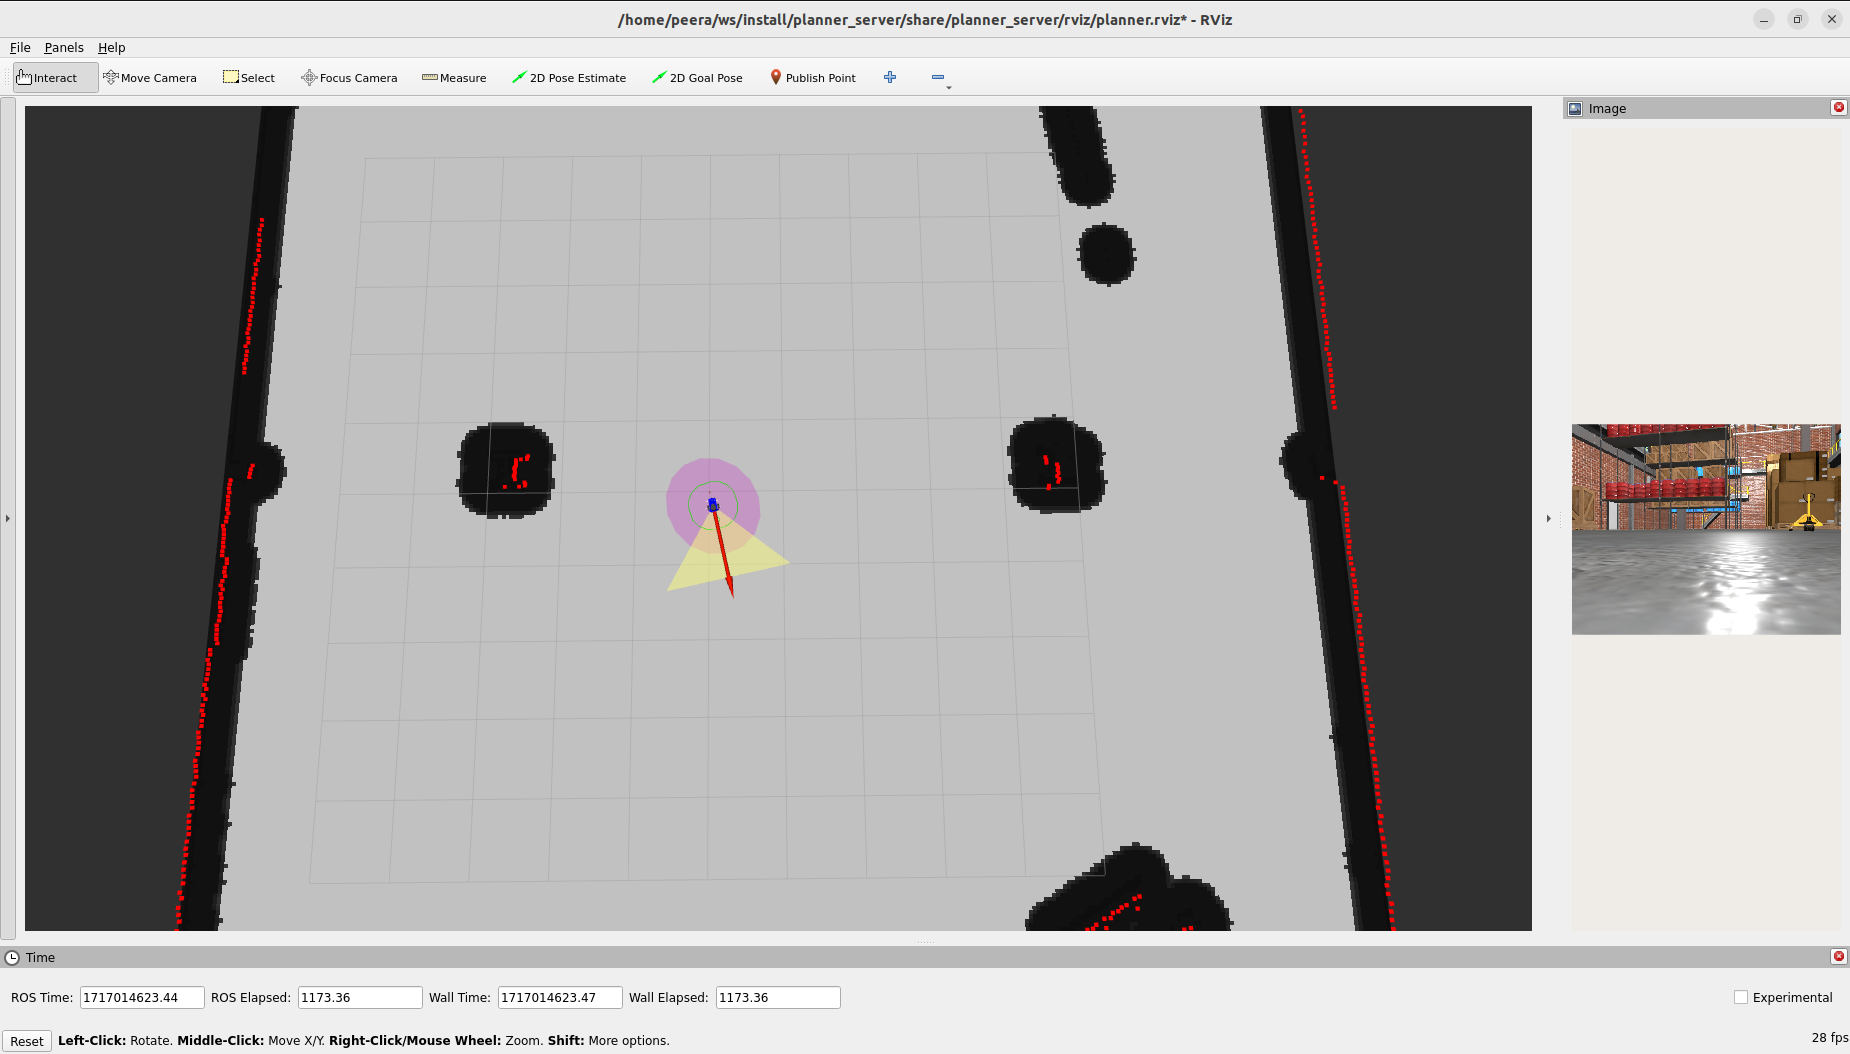 /home/peera/ws/install/planner_server/share/planner_server/rviz/planner.rviz* - RViz
File Panels Help
Interact Move Camera Select Focus Camera Measure 2D Pose Estimate 2D Goal Pose Publish Point
Image
Time
ROS Time: 1717014623.44 ROS Elapsed: 1173.36 Wall Time: 1717014623.47 Wall Elapsed: 1173.36 Experimental
Reset Left-Click: Rotate. Middle-Click: Move X/Y. Right-Click/Mouse Wheel: Zoom. Shift: More options. 28 fps